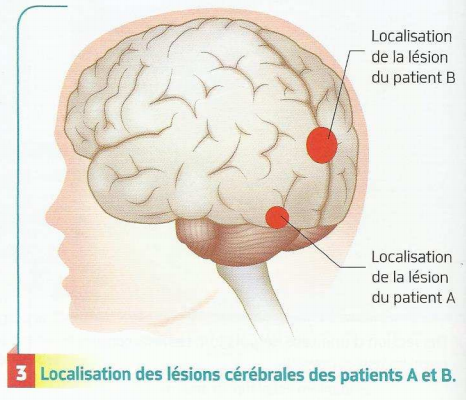 Localisation
de la lésion
du patient B
Localisation
de la lésion
du patient A
3 Localisation des lésions cérébrales des patients A et B.